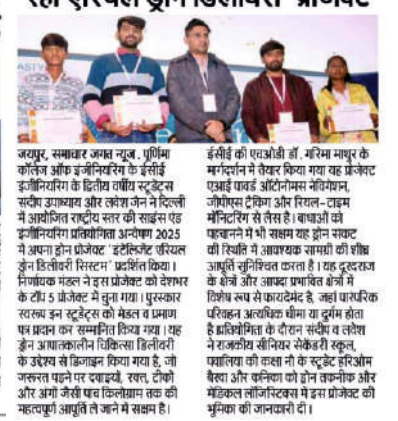 रहा एरियल ड्रोन डिलीवरी प्रोजेक्ट
जयपुर, समाचार जगत न्यूज. पूर्णिमा
कॉलेज ऑफ इंजीनियरिंग के ईसीई
इंजीनियरिंग के द्वितीय वर्षीय स्टूडेंट्स
संदीप उपाध्याय और लवेश जैन ने दिल्ली
में आयोजित राष्ट्रीय स्तर की साइंस एंड
इंजीनियरिंग प्रतियोगिता अन्वेषण 2025
में अपना ड्रोन प्रोजेक्ट 'इंटेलिजेंट एरियल
ड्रोन डिलीवरी सिस्टम' प्रदर्शित किया।
निर्णायक मंडल ने इस प्रोजेक्ट को देशभर
के टॉप 5 प्रोजेक्ट में चुना गया। पुरस्कार
स्वरूप इन स्टूडेंट्स को मेडल व प्रमाण
पत्र प्रदान कर सम्मानित किया गया। यह
ड्रोन आपातकालीन चिकित्सा डिलीवरी
के उद्देश्य से डिजाइन किया गया है, जो
जरूरत पड़ने पर दवाइयाँ, रक्त, टीकों
और अंगों जैसी पांच किलोग्राम तक की
महत्वपूर्ण आपूर्ति ले जाने में सक्षम है।
ईसीई की एचओडी डॉ. गरिमा माथुर के
मार्गदर्शन में तैयार किया गया यह प्रोजेक्ट
एआई पावर्ड ऑटोनोमस नेविगेशन,
जीपीएस ट्रैकिंग और रियल-टाइम
मॉनिटरिंग से लैस है। बाधाओं को
पहचानने में भी सक्षम यह ड्रोन संकट
की स्थिति में आवश्यक सामग्री की शीघ्र
आपूर्ति सुनिश्चित करता है। यह दूरदराज
के क्षेत्रों और आपदा प्रभावित क्षेत्रों में
विशेष रूप से फायदेमंद है, जहां पारंपरिक
परिवहन अत्यधिक धीमा या दुर्गम होता
है। प्रतियोगिता के दौरान संदीप व लवेश
ने राजकीय सीनियर सेकेंडरी स्कूल,
की कक्षा नौ के स्टूडेंट हरिओम
बैरवा और कनिका को ड्रोन तकनीक और
मेडिकल लॉजिस्टिक्स में इस प्रोजेक्ट की
भूमिका की जानकारी दी।